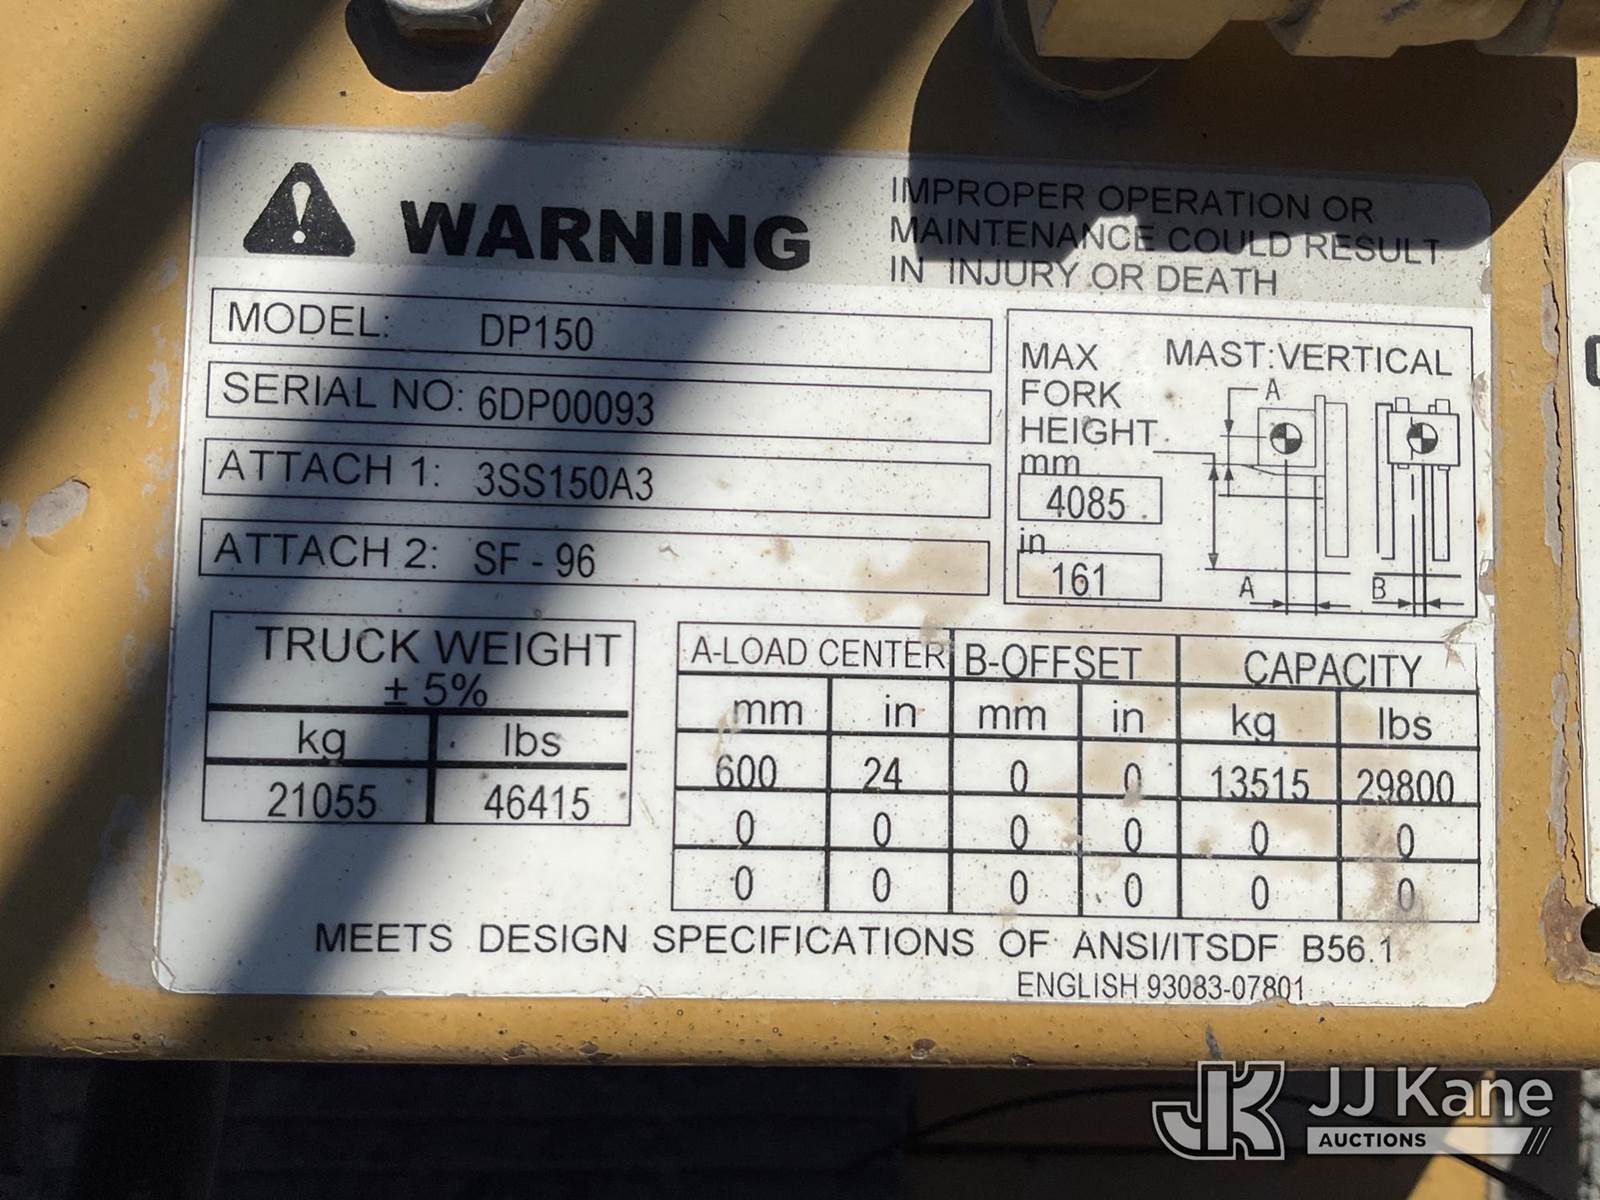 WARNING
IMPROPER OPERATION OR
MAINTENANCE COULD RESULT
IN INJURY OR DEATH
MODEL: DP150
SERIAL NO: 6DP00093
ATTACH 1: 3SS150A3
ATTACH 2: SF - 96
MAX
FORK
HEIGHT
mm
4085
in
161
MAST:VERTICAL
A
A B
TRUCK WEIGHT
± 5%
kg lbs
21055 46415
A-LOAD CENTER B-OFFSET CAPACITY
mm in mm in kg lbs
600 24 0 0 13515 29800
0 0 0 0 0 0
0 0 0 0 0 0
MEETS DESIGN SPECIFICATIONS OF ANSI/ITSDF B56.1
ENGLISH 93083-07801
JK JJ Kane
AUCTIONS